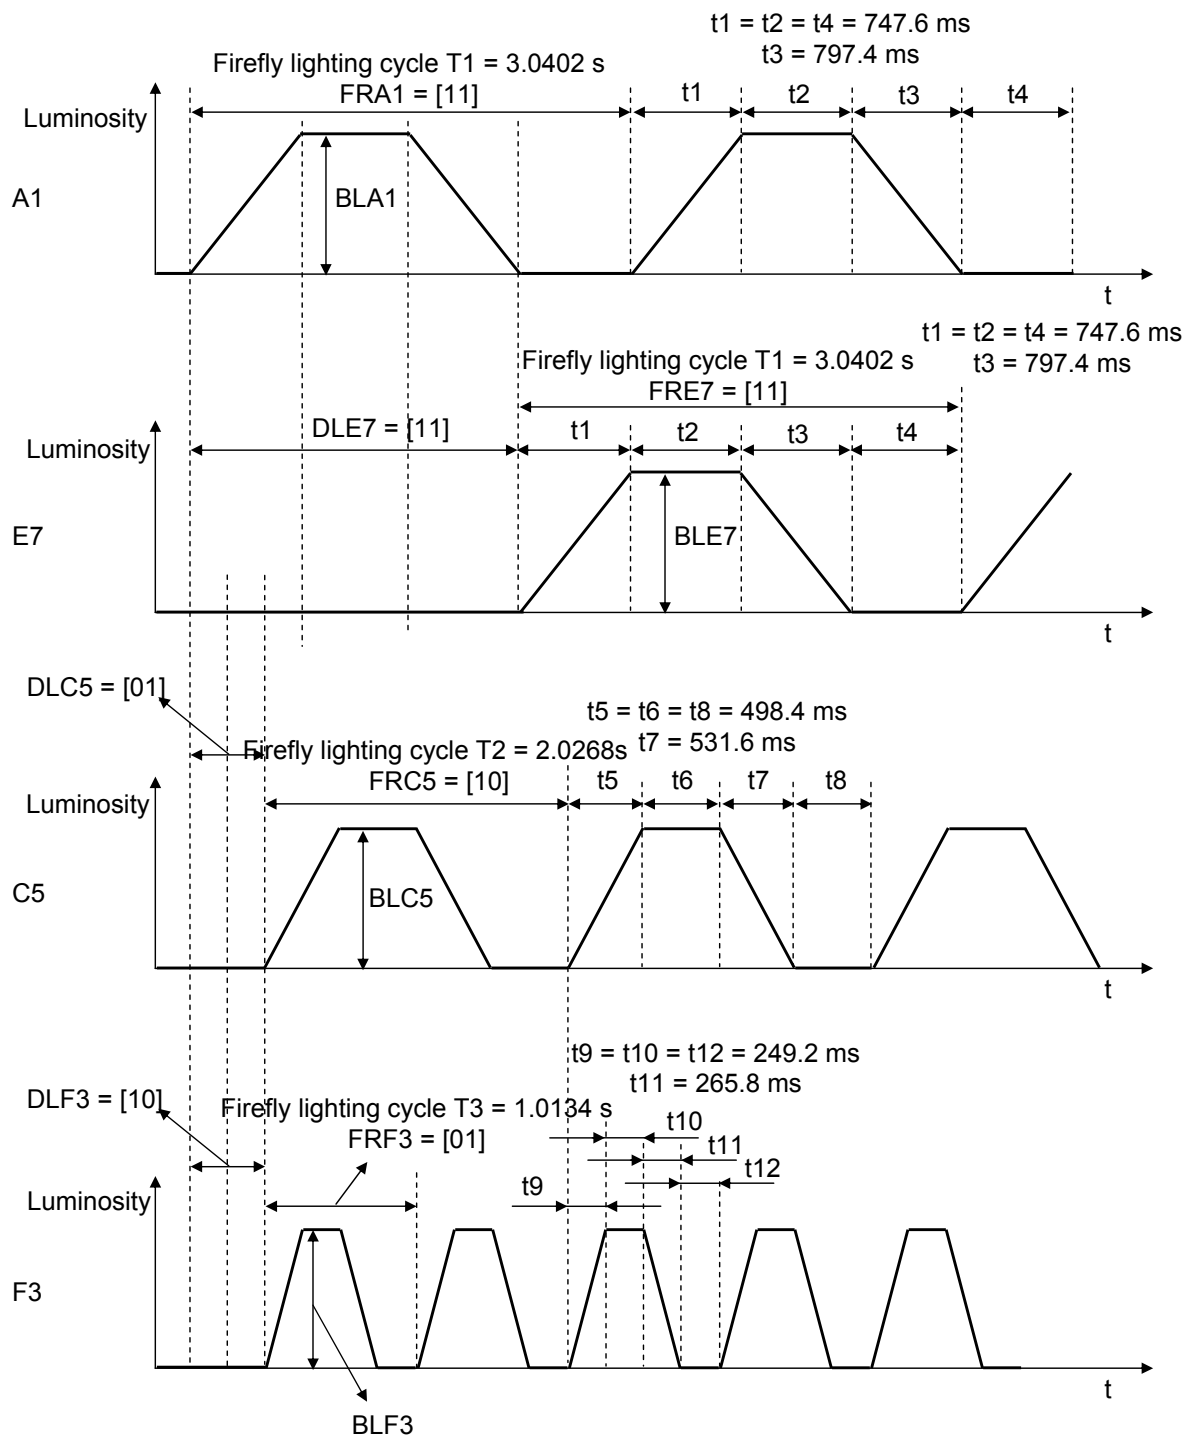 t1 = t2 = t4 = 747.6 ms
t3 = 797.4 ms
Firefly lighting cycle T1 = 3.0402 s
FRA1 = [11]
t1
t2
t3
t4
Luminosity
A1
BLA1
t
t1 = t2 = t4 = 747.6 ms
t3 = 797.4 ms
Firefly lighting cycle T1 = 3.0402 s
FRE7 = [11]
DLE7 = [11]
t1
t2
t3
t4
Luminosity
E7
BLE7
t
DLC5 = [01]
t5 = t6 = t8 = 498.4 ms
t7 = 531.6 ms
Firefly lighting cycle T2 = 2.0268s
FRC5 = [10]
t5
t6
t7
t8
Luminosity
C5
BLC5
t
t9 = t10 = t12 = 249.2 ms
t11 = 265.8 ms
DLF3 = [10]
Firefly lighting cycle T3 = 1.0134 s
FRF3 = [01]
t10
t11
t12
t9
Luminosity
F3
t
BLF3